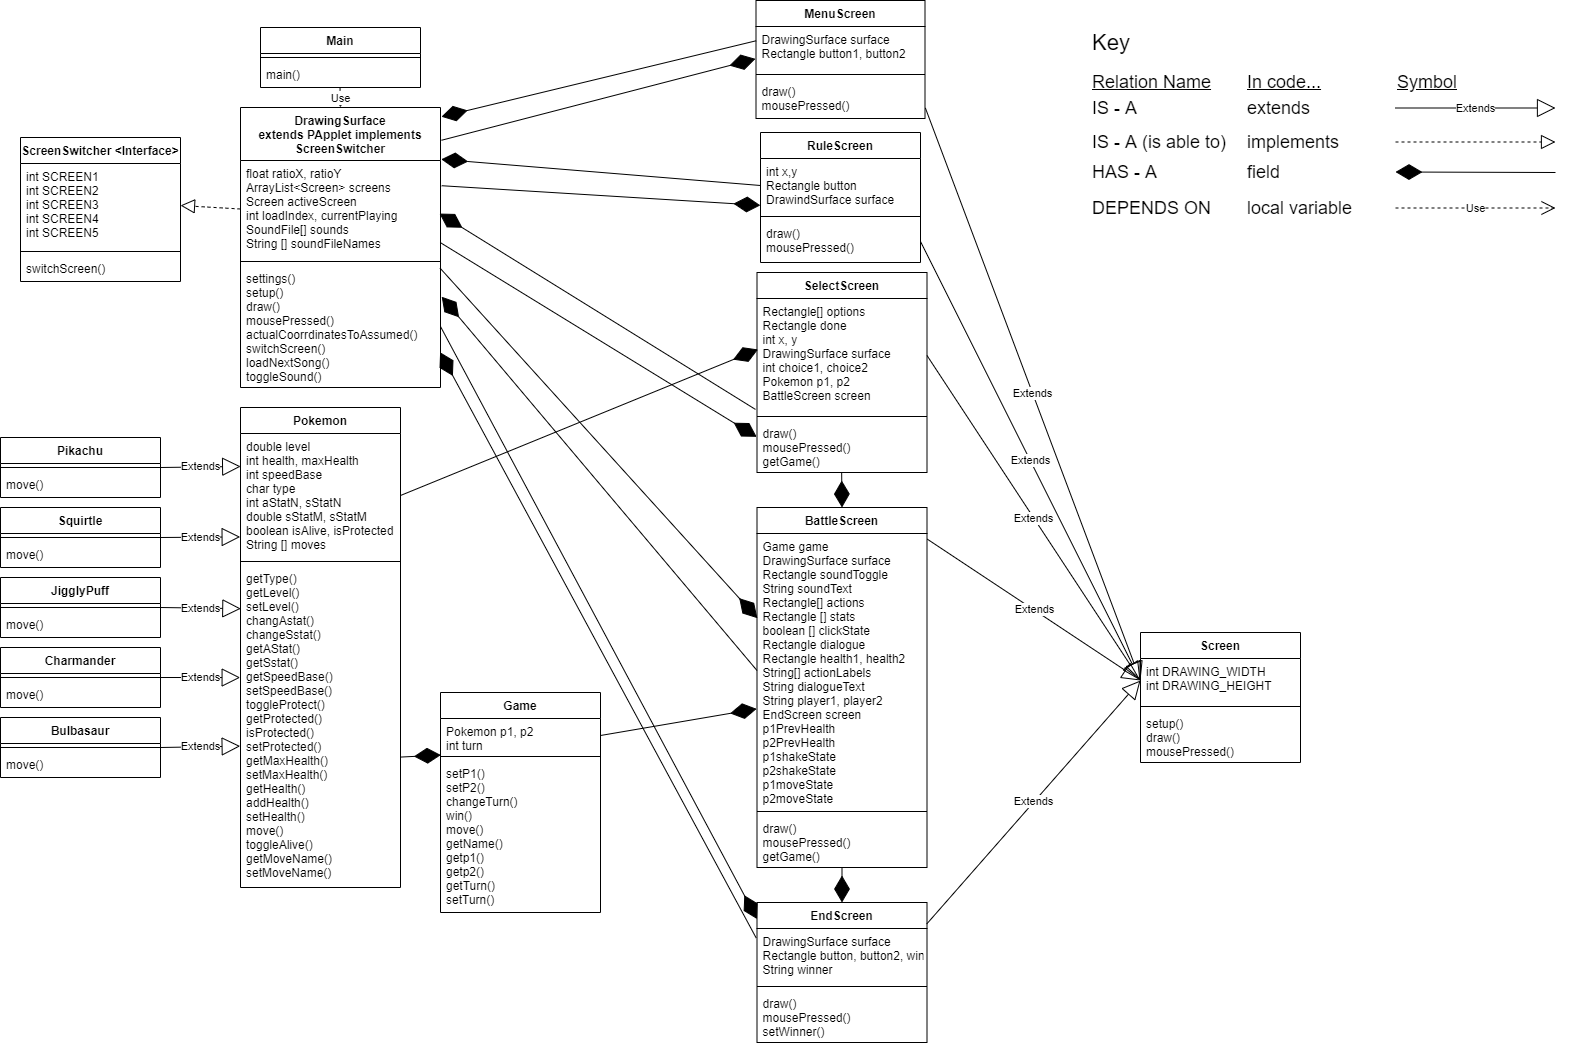 Main
main()
Use
DrawingSurface
extends PApplet implements
ScreenSwitcher
float ratioX, ratioY
ArrayList<Screen> screens
Screen activeScreen
int loadIndex, currentPlaying
SoundFile[] sounds
String [] soundFileNames
settings()
setup()
draw()
mousePressed()
actualCoorrdinatesToAssumed()
switchScreen()
loadNextSong()
toggleSound()
ScreenSwitcher <Interface>
int SCREEN1
int SCREEN2
int SCREEN3
int SCREEN4
int SCREEN5
switchScreen()
Pokemon
double level
int health, maxHealth
int speedBase
char type
int aStatN, sStatN
double sStatM, sStatM
boolean isAlive, isProtected
String [] moves
getType()
getLevel()
setLevel()
changAstat()
changeSstat()
getAStat()
getSstat()
getSpeedBase()
setSpeedBase()
toggleProtect()
getProtected()
isProtected()
setProtected()
getMaxHealth()
setMaxHealth()
getHealth()
addHealth()
setHealth()
move()
toggleAlive()
getMoveName()
setMoveName()
Pikachu
move()
Extends
Squirtle
move()
Extends
JigglyPuff
move()
Extends
Charmander
move()
Extends
Bulbasaur
move()
Extends
Game
Pokemon p1, p2
int turn
setP1()
setP2()
changeTurn()
win()
move()
getName()
getp1()
getp2()
getTurn()
setTurn()
MenuScreen
DrawingSurface surface
Rectangle button1, button2
draw()
mousePressed()
RuleScreen
int x,y
Rectangle button
DrawindSurface surface
draw()
mousePressed()
SelectScreen
Rectangle[] options
Rectangle done
int x, y
DrawingSurface surface
int choice1, choice2
Pokemon p1, p2
BattleScreen screen
draw()
mousePressed()
getGame()
BattleScreen
Game game
DrawingSurface surface
Rectangle soundToggle
String soundText
Rectangle[] actions
Rectangle [] stats
boolean [] clickState
Rectangle dialogue
Rectangle health1, health2
String[] actionLabels
String dialogueText
String player1, player2
EndScreen screen
p1PrevHealth
p2PrevHealth
p1shakeState
p2shakeState
p1moveState
p2moveState
draw()
mousePressed()
getGame()
EndScreen
DrawingSurface surface
Rectangle button, button2, win
String winner
draw()
mousePressed()
setWinner()
Extends
Extends
Extends
Extends
Extends
Screen
int DRAWING_WIDTH
int DRAWING_HEIGHT
setup()
draw()
mousePressed()
Key
Relation Name In code... Symbol
IS - A extends Extends
IS - A (is able to) implements
HAS - A field
DEPENDS ON local variable Use